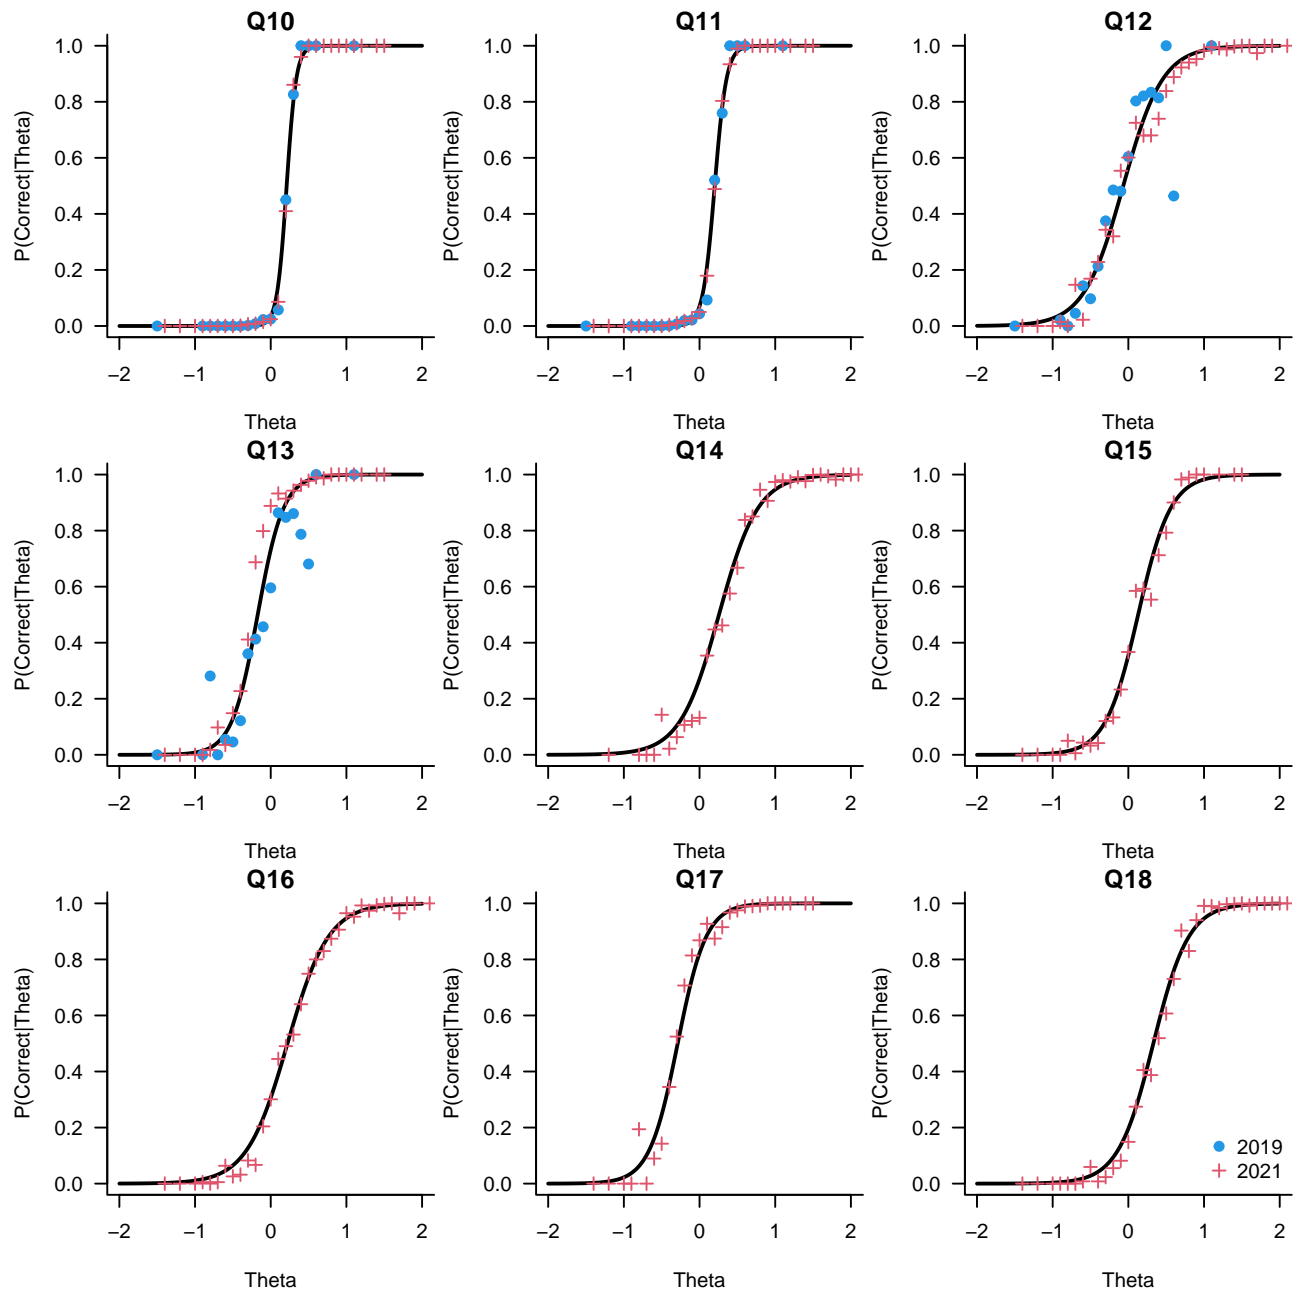 Q10 Q11 Q12
P(Correct|Theta) P(Correct|Theta) P(Correct|Theta)
1.0 1.0 1.0
0.8 0.8 0.8
0.6 0.6 0.6
0.4 0.4 0.4
0.2 0.2 0.2
0.0 0.0 0.0
−2 −1 0 1 2 −2 −1 0 1 2 −2 −1 0 1 2
Theta Theta Theta
Q13 Q14 Q15
P(Correct|Theta) P(Correct|Theta) P(Correct|Theta)
1.0 1.0 1.0
0.8 0.8 0.8
0.6 0.6 0.6
0.4 0.4 0.4
0.2 0.2 0.2
0.0 0.0 0.0
−2 −1 0 1 2 −2 −1 0 1 2 −2 −1 0 1 2
Theta Theta Theta
Q16 Q17 Q18
P(Correct|Theta) P(Correct|Theta) P(Correct|Theta)
1.0 1.0 1.0
0.8 0.8 0.8
0.6 0.6 0.6
0.4 0.4 0.4
0.2 0.2 0.2
0.0 0.0 0.0
2019
2021
−2 −1 0 1 2 −2 −1 0 1 2 −2 −1 0 1 2
Theta Theta Theta